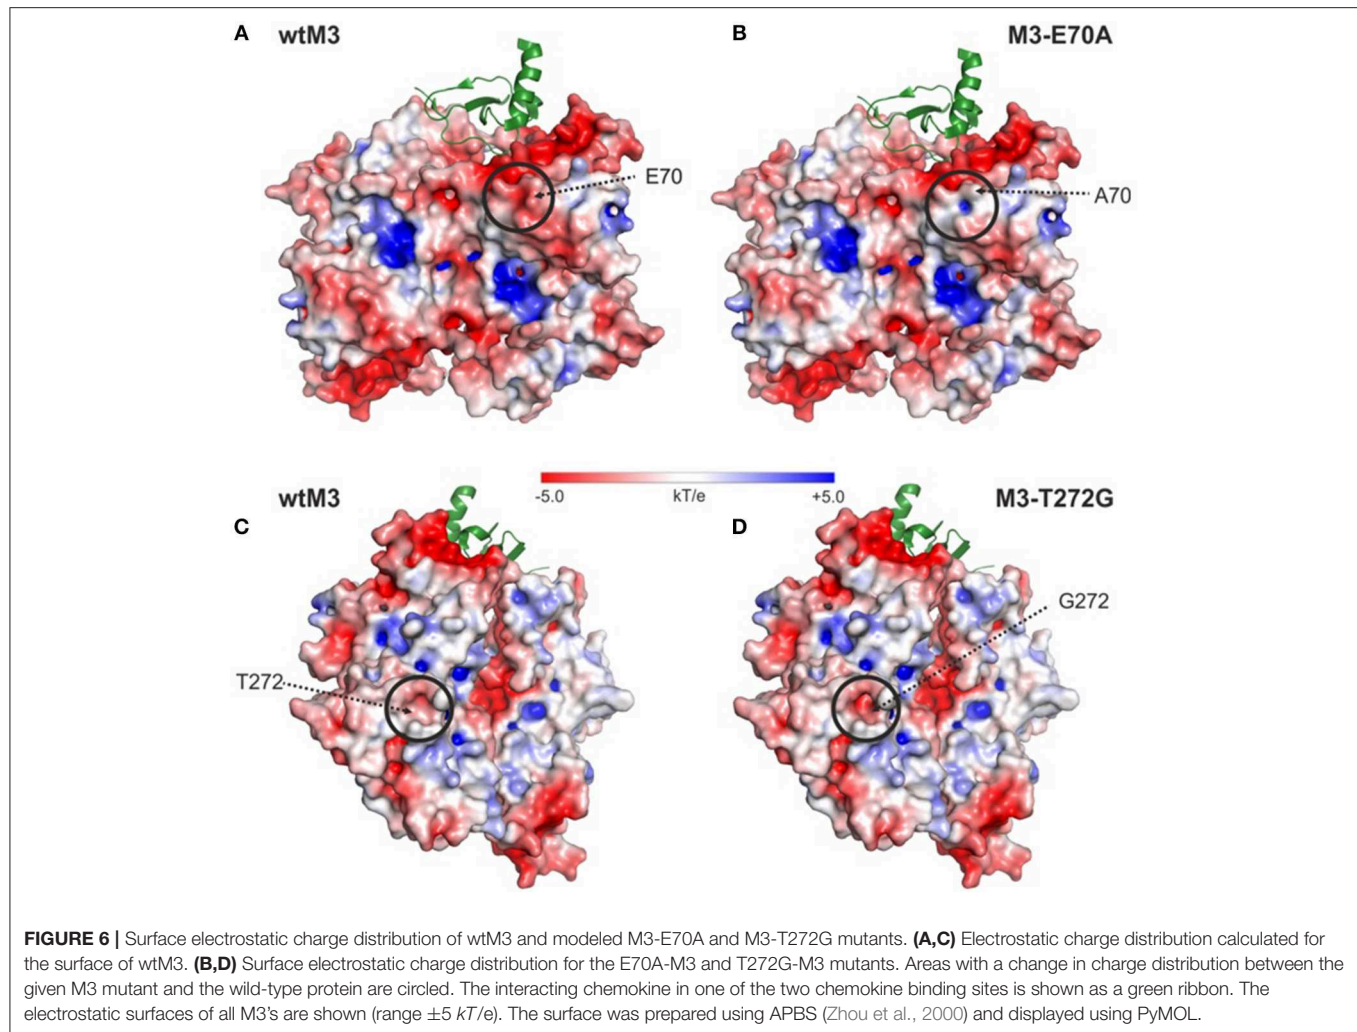 A wtM3
B M3-E70A
E70
A70
-5.0 kT/e +5.0
C wtM3
D M3-T272G
T272
G272
FIGURE 6 | Surface electrostatic charge distribution of wtM3 and modeled M3-E70A and M3-T272G mutants. (A,C) Electrostatic charge distribution calculated for
the surface of wtM3. (B,D) Surface electrostatic charge distribution for the E70A-M3 and T272G-M3 mutants. Areas with a change in charge distribution between the
given M3 mutant and the wild-type protein are circled. The interacting chemokine in one of the two chemokine binding sites is shown as a green ribbon. The
electrostatic surfaces of all M3's are shown (range ±5 kT/e). The surface was prepared using APBS (Zhou et al., 2000) and displayed using PyMOL.